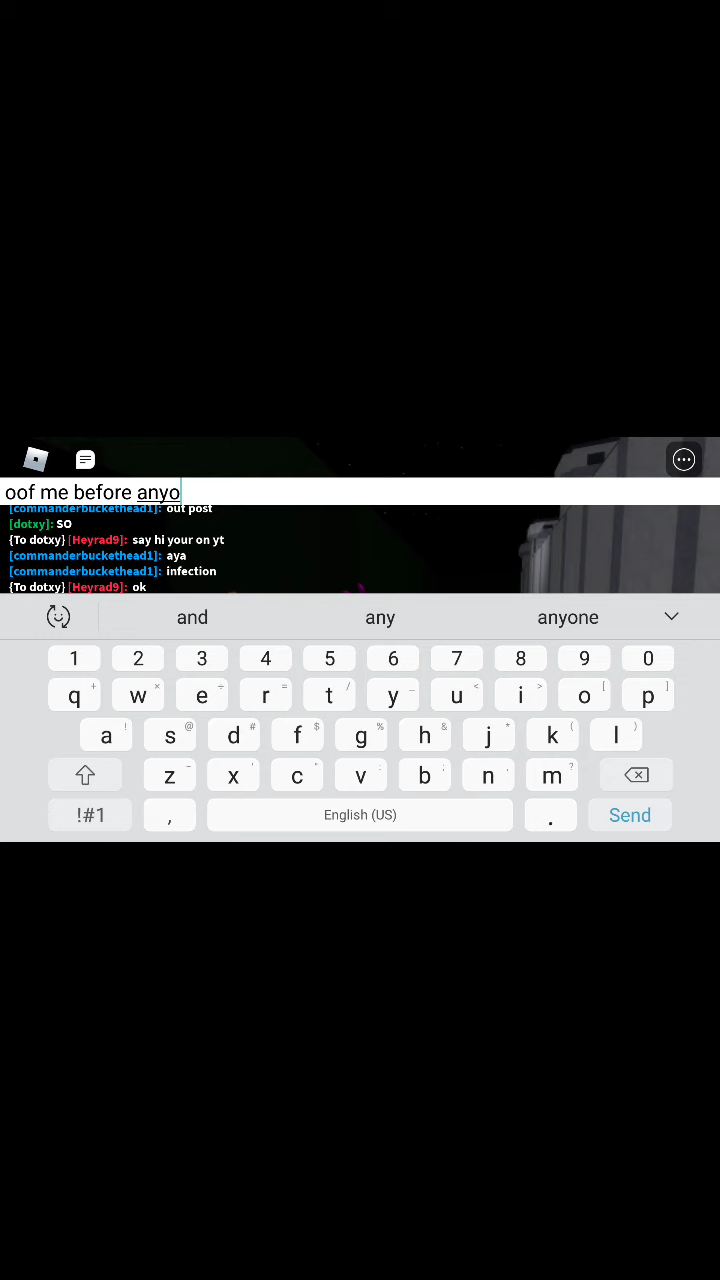 oof me before anyo
[commanderbuckethead1]: out post
[dotxy]: SO
{To dotxy} [Heyrad9]: say hi your on yt
[commanderbuckethead1]: aya
[commanderbuckethead1]: infection
{To dotxy} [Heyrad9]: ok
and any anyone
1 2 3 4 5 6 7 8 9 0
q + w × e ÷ r = t / y _ u < i > o [ p ]
a ! s @ d # f $ g % h & j * k ( l )
z - x ' c " v : b ; n , m ?
!#1 , English (US) . Send